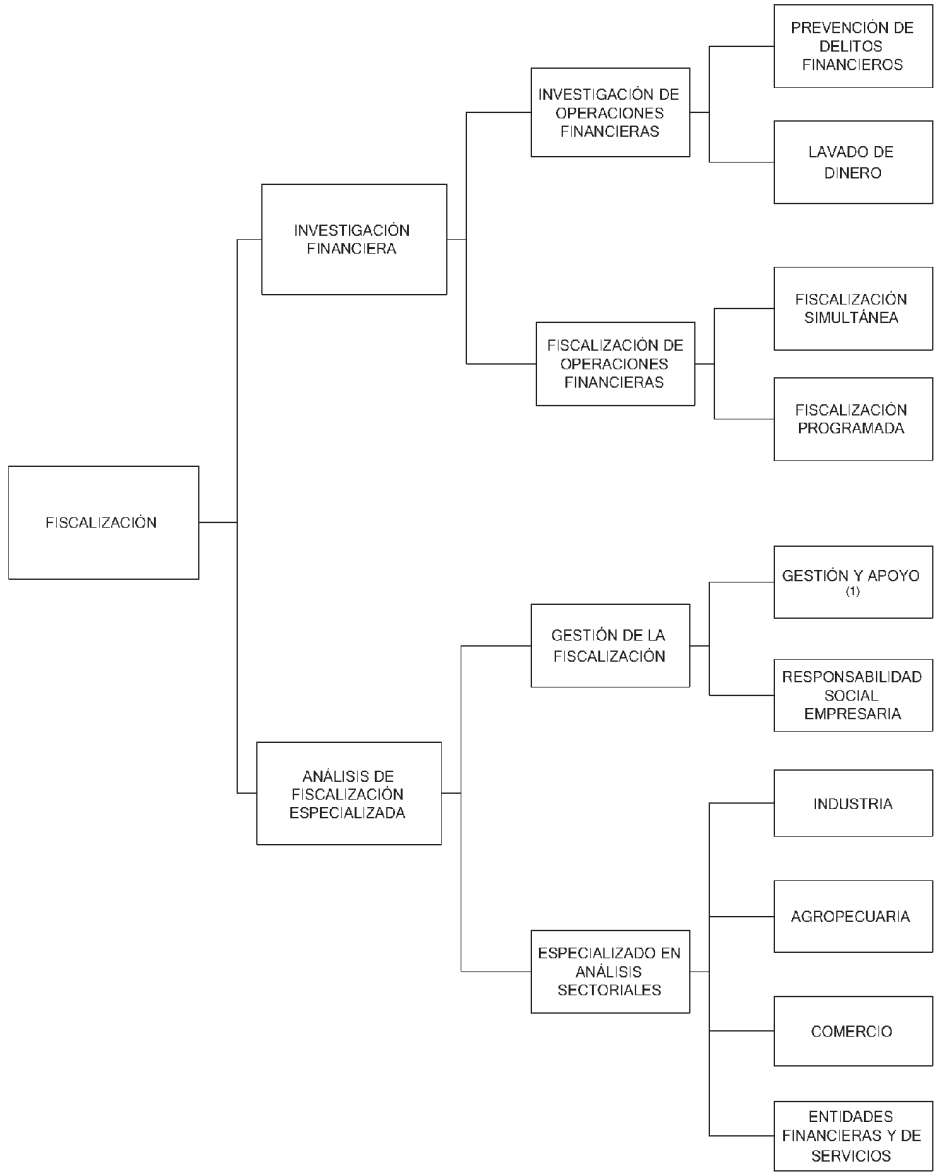 PREVENCIÓN DE
DELITOS
FINANCIEROS
INVESTIGACIÓN DE
OPERACIONES
FINANCIERAS
LAVADO DE
DINERO
INVESTIGACIÓN
FINANCIERA
FISCALIZACIÓN
SIMULTÁNEA
FISCALIZACIÓN DE
OPERACIONES
FINANCIERAS
FISCALIZACIÓN
PROGRAMADA
FISCALIZACIÓN
GESTIÓN Y APOYO
(1)
GESTIÓN DE LA
FISCALIZACIÓN
RESPONSABILIDAD
SOCIAL
EMPRESARIA
ANÁLISIS DE
FISCALIZACIÓN
ESPECIALIZADA
INDUSTRIA
AGROPECUARIA
ESPECIALIZADO EN
ANÁLISIS
SECTORIALES
COMERCIO
ENTIDADES
FINANCIERAS Y DE
SERVICIOS